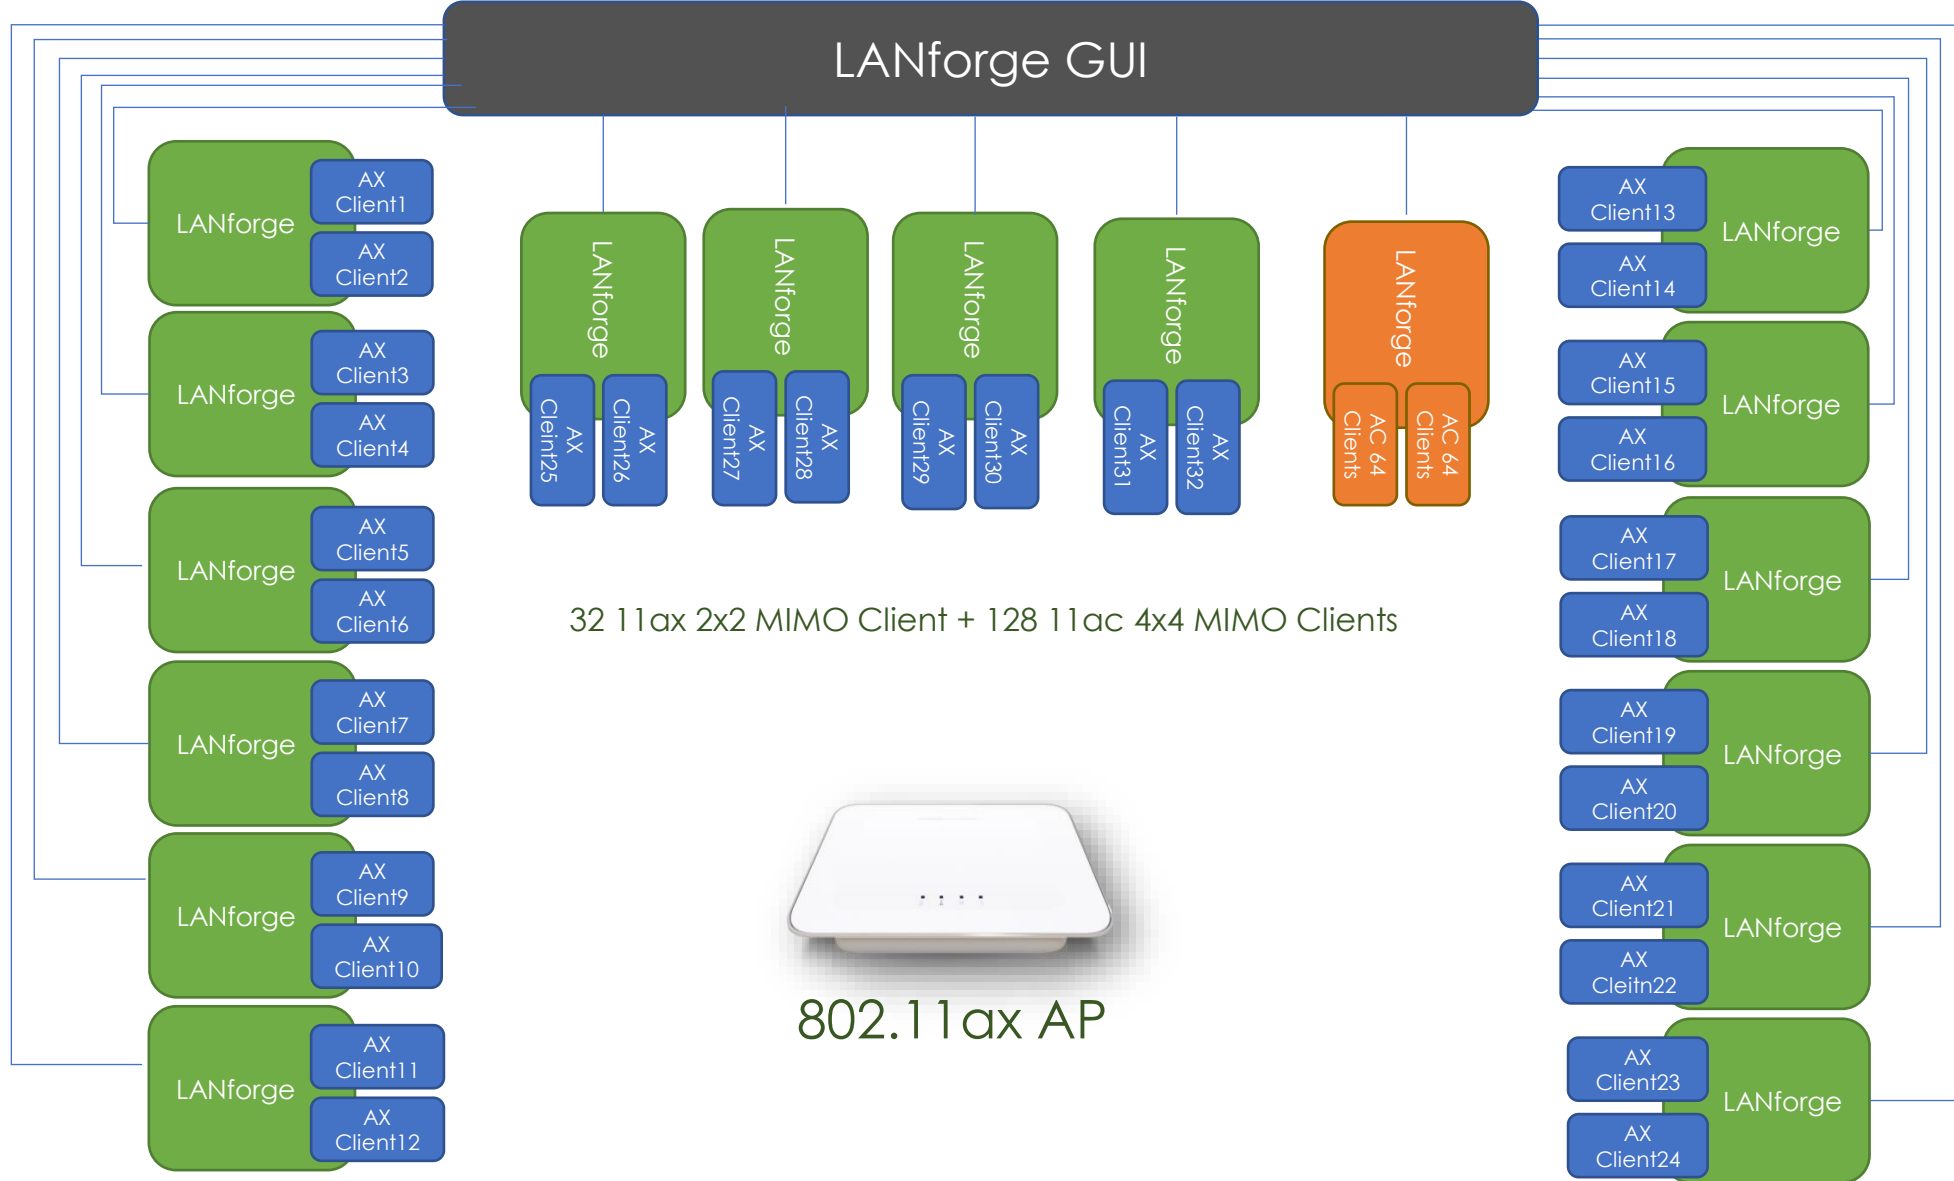 LANforge GUI
LANforge
AX
Client1
AX
Client2
LANforge
AX
Client3
AX
Client4
LANforge
AX
Client5
AX
Client6
LANforge
AX
Client7
AX
Client8
LANforge
AX
Client9
AX
Client10
LANforge
AX
Client11
AX
Client12
LANforge
AX
Cleint25
AX
Client26
LANforge
AX
Client27
AX
Client28
LANforge
AX
Client29
AX
Client30
LANforge
AX
Client31
AX
Client32
LANforge
AC 64
Clients
AC 64
Clients
32 11ax 2x2 MIMO Client + 128 11ac 4x4 MIMO Clients
802.11ax AP
AX
Client13
AX
Client14
LANforge
AX
Client15
AX
Client16
LANforge
AX
Client17
AX
Client18
LANforge
AX
Client19
AX
Client20
LANforge
AX
Client21
AX
Cleitn22
LANforge
AX
Client23
AX
Client24
LANforge